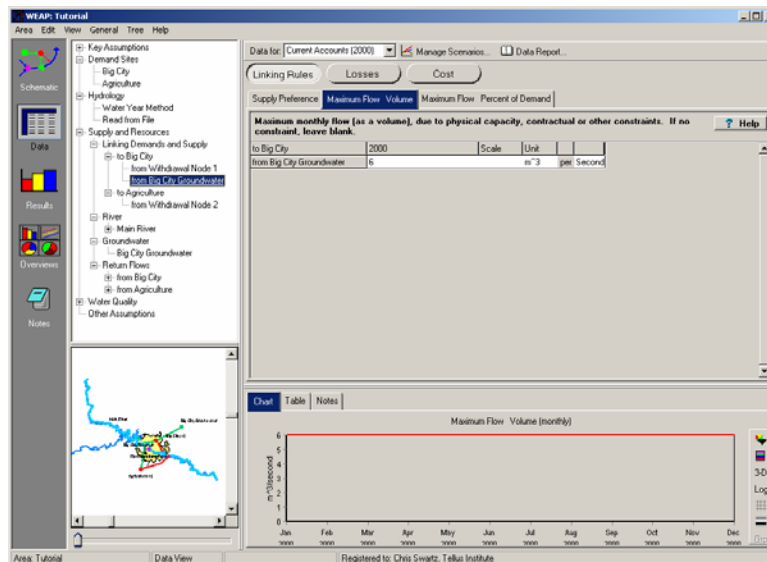 WEAP: Tutorial
Area Edit View General Tree Help
Schematic
Data
Results
Overviews
Notes
Key Assumptions
Demand Sites
Big City
Agriculture
Hydrology
Water Year Method
Read from File
Supply and Resources
Linking Demands and Supply
to Big City
from Withdrawal Node 1
from Big City Groundwater
to Agriculture
from Withdrawal Node 2
River
Main River
Groundwater
Big City Groundwater
Return Flows
from Big City
from Agriculture
Water Quality
Other Assumptions
Data for: Current Accounts (2000) Manage Scenarios... Data Report...
Linking Rules Losses Cost
Supply Preference Maximum Flow Volume Maximum Flow Percent of Demand
Maximum monthly flow (as a volume), due to physical capacity, contractual or other constraints. If no constraint, leave blank.
? Help
to Big City 2000 Scale Unit
from Big City Groundwater 6 m^3 per Second
Chart Table Notes
Maximum Flow Volume (monthly)
m^3/second
6
5
4
3
2
1
0
Jan Feb Mar Apr May Jun Jul Aug Sep Oct Nov Dec
2000 2000 2000 2000 2000 2000 2000 2000 2000 2000 2000 2000
3-D
Log
Area: Tutorial Data View Registered to: Chris Swartz, Tellus Institute